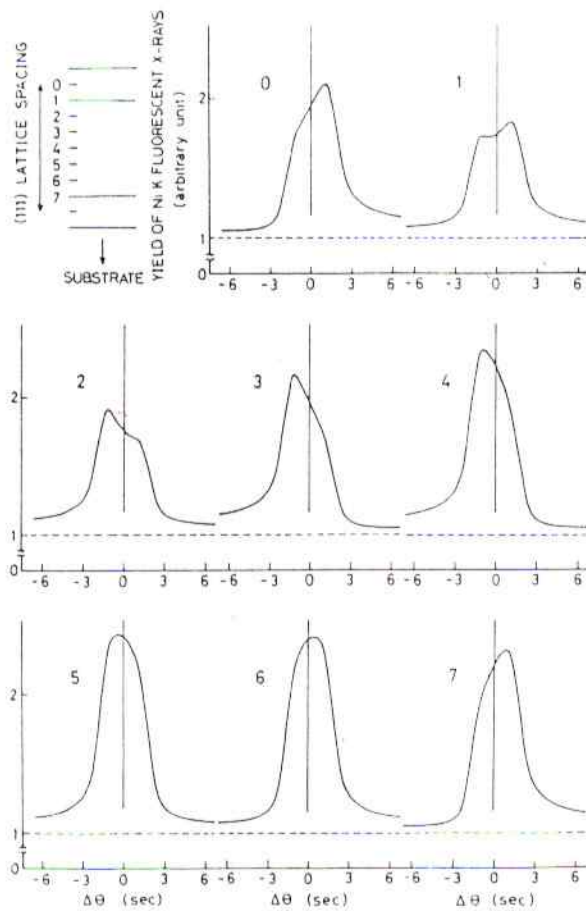 (111) LATTICE SPACING
0
1
2
3
4
5
6
7
SUBSTRATE
YIELD OF Ni K FLUORESCENT X-RAYS
(arbitrary unit)
2
1
0
0
-6 -3 0 3 6
1
-6 -3 0 3 6
2
1
0
2
-6 -3 0 3 6
3
-6 -3 0 3 6
4
-6 -3 0 3 6
2
1
0
5
-6 -3 0 3 6
Δθ (sec)
6
-6 -3 0 3 6
Δθ (sec)
7
-6 -3 0 3 6
Δθ (sec)